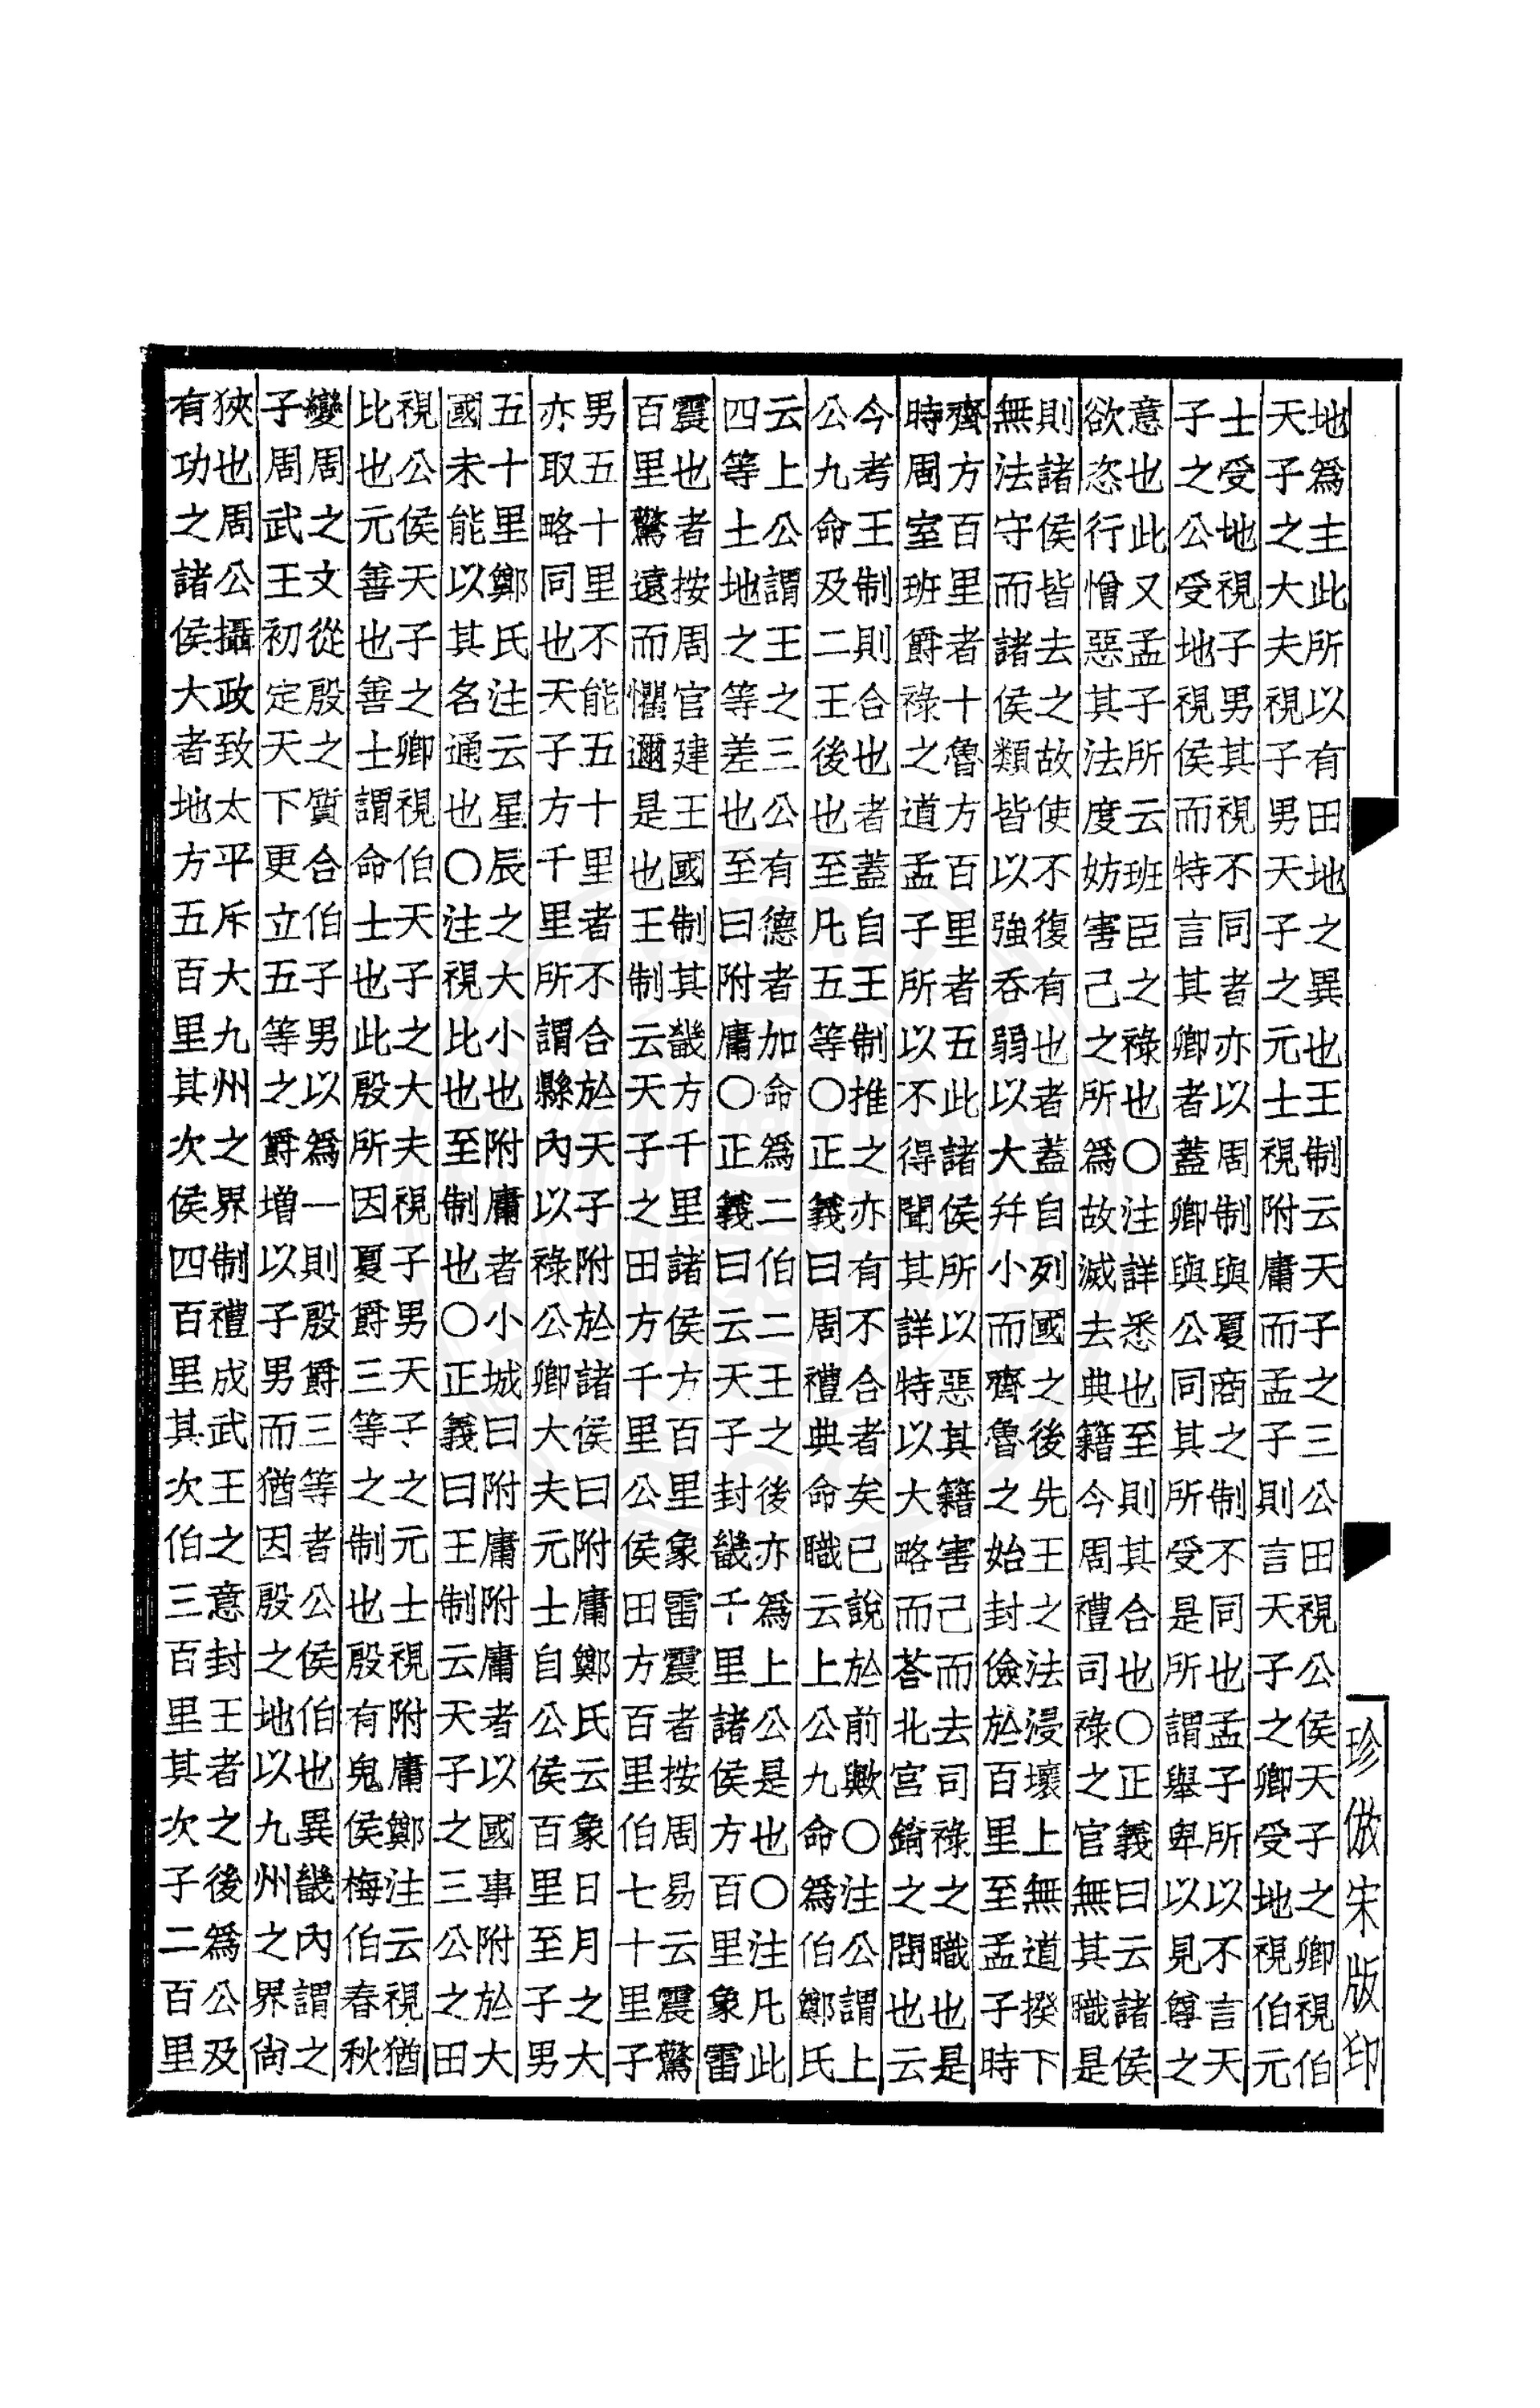 地爲主此所以有田地之異也王制云天子之三公田視公侯天子之卿視伯
天子之大夫視子男天子之元士視附庸而孟子則言天子之卿受地視伯元
士受地視子男其視不同者亦以周制與夏商之制不同也孟子所以不言天
子之公受地視侯而特言其卿者蓋卿與公同其所受是所謂舉卑以見尊之
意也此又孟子所云班臣之祿也〇注詳悉也至則其合也〇正義曰云諸侯
欲恣行憎惡其法度妨害己之所爲故滅去典籍今周禮司祿之官無其職是
則諸侯皆去之故使不復有也者蓋自列國之後先王之法浸壞上無道揆下
無法守而諸侯類皆以強吞弱以大并小而齊魯之始封儉於百里至孟子時
齊方百里者十魯方百里者五此諸侯所以惡其籍害己而去司祿之職也是
時周室班爵祿之道孟子所以不得聞其詳特以大略而荅北宮錡之問也云
今考王制則合也者蓋自王制推之亦有不合者矣已說於前歟〇注公謂上
公九命及二王後也至凡五等〇正義曰周禮典命職云上公九命爲伯鄭氏
云上公謂王之三公有德者加命爲二伯二王之後亦爲上公是也〇注凡此
四等土地之等差也至曰附庸〇正義曰云天子封畿千里諸侯方百里象雷
震也者按周官建王國制其畿方千里諸侯方百里象雷震者按周易云震驚
百里驚遠而懼邇是也王制云天子之田方千里公侯田方百里伯七十里子
男五十里不能五十里者不合於天子附於諸侯曰附庸鄭氏云象日月之大
亦取略同也天子方千里所謂縣內以祿公卿大夫元士自公侯百里至子男
五十里鄭氏注云星辰之大小也附庸者小城曰附庸附庸者以國事附於大
國未能以其名通也〇注視比也至制也〇正義曰王制云天子之三公之田
視公侯天子之卿視伯天子之大夫視子男天子之元士視附庸鄭注云視猶
比也元善也善士謂命士也此殷所因夏爵三等之制也殷有鬼侯梅伯春秋
變周之文從殷之質合伯子男以爲一則殷爵三等者公侯伯也異畿內謂之
子周武王初定天下更立五等之爵增以子男而猶因殷之地以九州之界尙
狹也周公攝政致太平斥大九州之界制禮成武王之意封王者之後爲公及
有功之諸侯大者地方五百里其次侯四百里其次伯三百里其次子二百里
珍倣宋版印